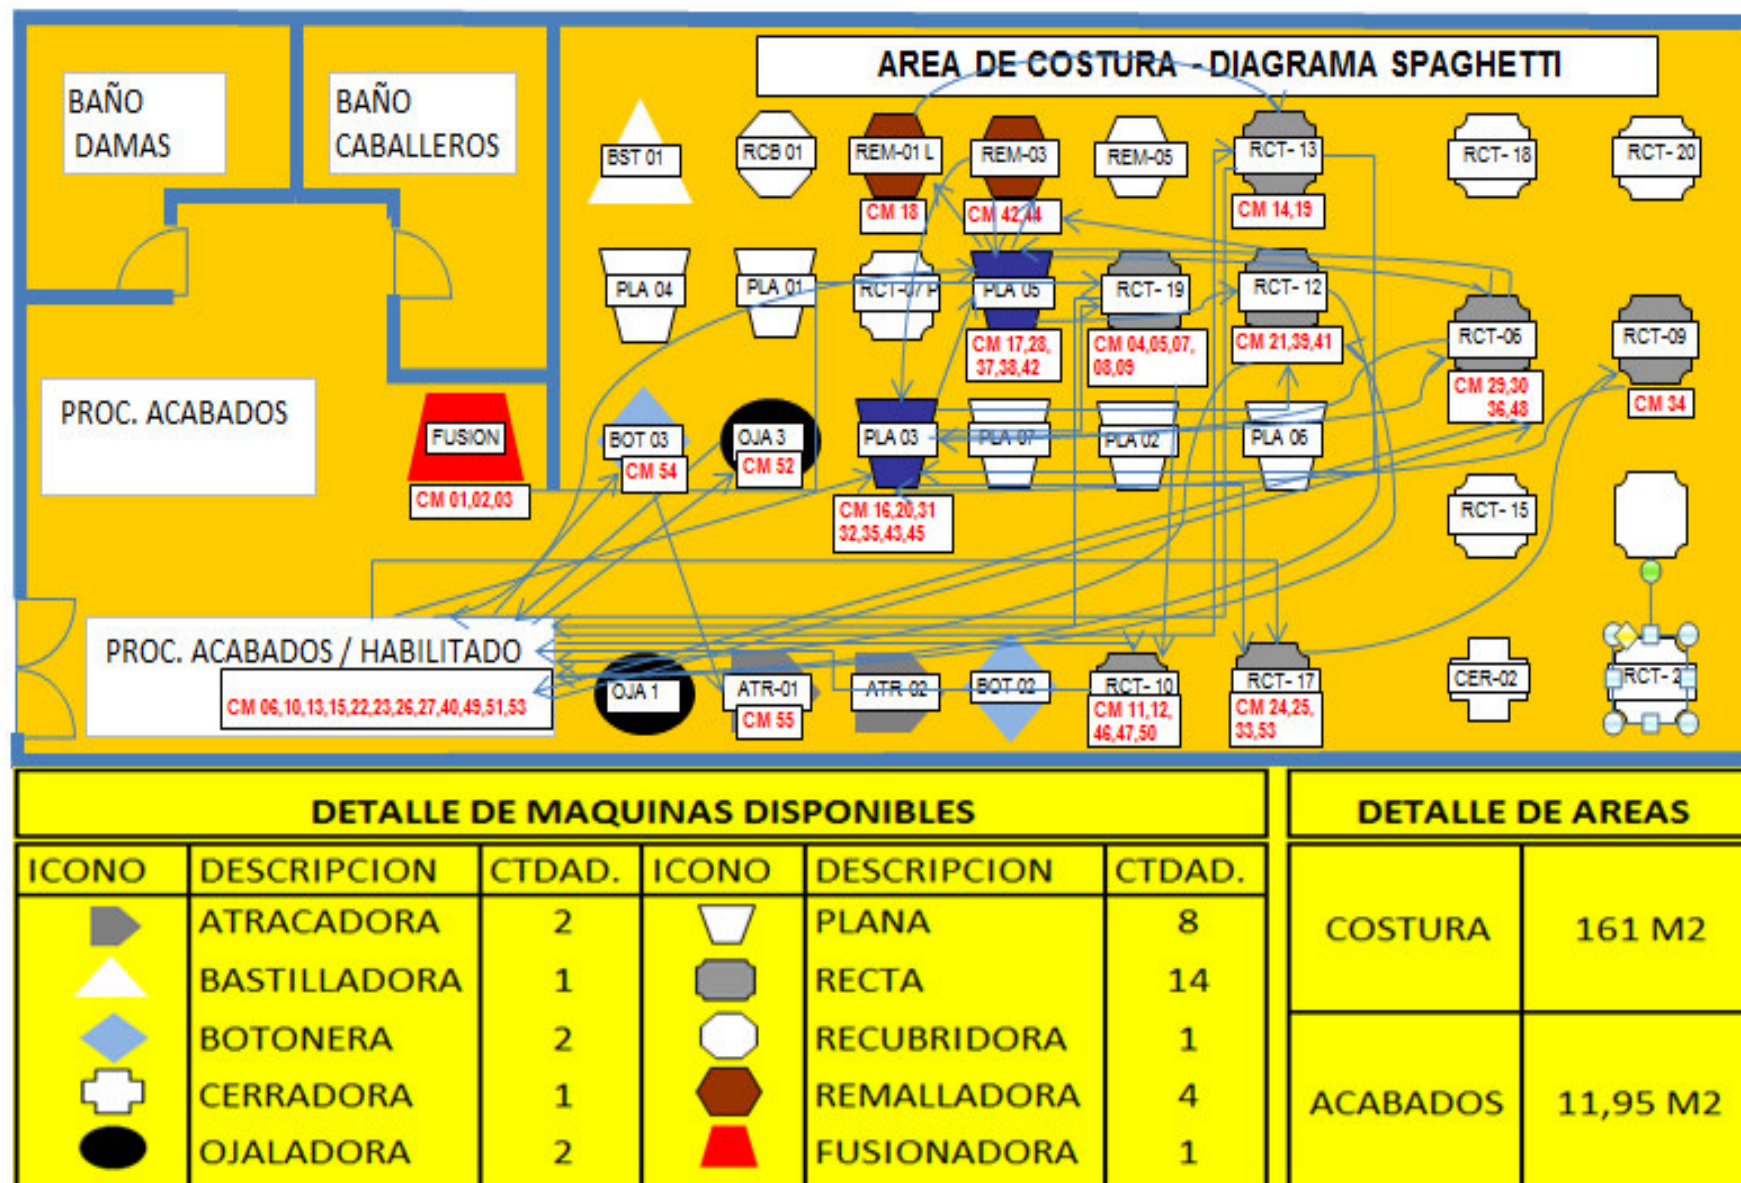 AREA DE COSTURA - DIAGRAMA SPAGHETTI
BAÑO
DAMAS
BAÑO
CABALLEROS
BST 01
RCB 01
REM-01 L
REM-03
REM-05
RCT- 13
RCT- 18
RCT- 20
CM 18
CM 42,44
CM 14,19
PLA 04
PLA 01
RCT-07 P
PLA 05
RCT- 19
RCT- 12
RCT-06
RCT-09
CM 17,28,
37,38,42
CM 04,05,07,
08,09
CM 21,39,41
CM 29,30
36,48
CM 34
PROC. ACABADOS
FUSION
CM 01,02,03
BOT 03
CM 54
OJA 3
CM 52
PLA 03
PLA 07
PLA 02
PLA 06
CM 16,20,31
32,35,43,45
RCT- 15
PROC. ACABADOS / HABILITADO
CM 06,10,13,15,22,23,26,27,40,49,51,53
OJA 1
ATR-01
CM 55
ATR-02
BOT 02
RCT- 10
CM 11,12,
46,47,50
RCT- 17
CM 24,25,
33,53
CER-02
RCT- 2
DETALLE DE MAQUINAS DISPONIBLES
DETALLE DE AREAS
ICONO DESCRIPCION CTDAD. ICONO DESCRIPCION CTDAD.
ATRACADORA 2 PLANA 8
BASTILLADORA 1 RECTA 14
BOTONERA 2 RECUBRIDORA 1
CERRADORA 1 REMALLADORA 4
OJALADORA 2 FUSIONADORA 1
COSTURA 161 M2
ACABADOS 11,95 M2